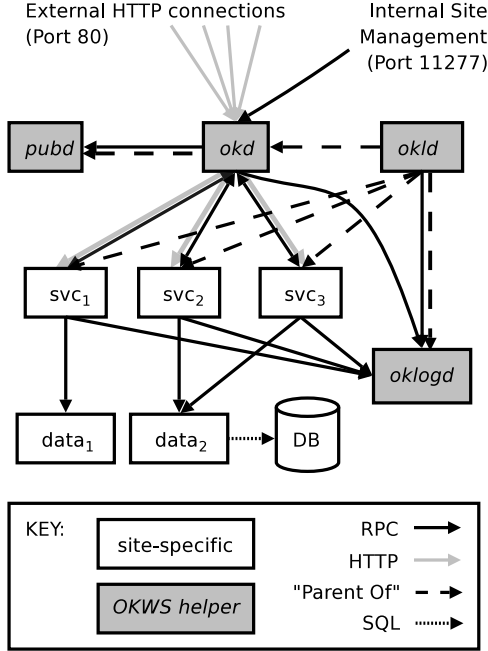 External HTTP connections
(Port 80)
Internal Site
Management
(Port 11277)
pubd
okd
okld
svc1
svc2
svc3
oklogd
data1
data2
DB
KEY:
site-specific
OKWS helper
RPC
HTTP
"Parent Of"
SQL